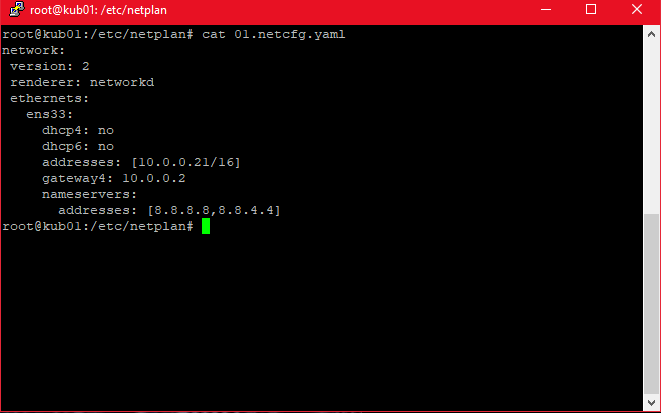 root@kub01: /etc/netplan
root@kub01:/etc/netplan# cat 01.netcfg.yaml
network:
 version: 2
 renderer: networkd
 ethernets:
   ens33:
     dhcp4: no
     dhcp6: no
     addresses: [10.0.0.21/16]
     gateway4: 10.0.0.2
     nameservers:
       addresses: [8.8.8.8,8.8.4.4]
root@kub01:/etc/netplan#